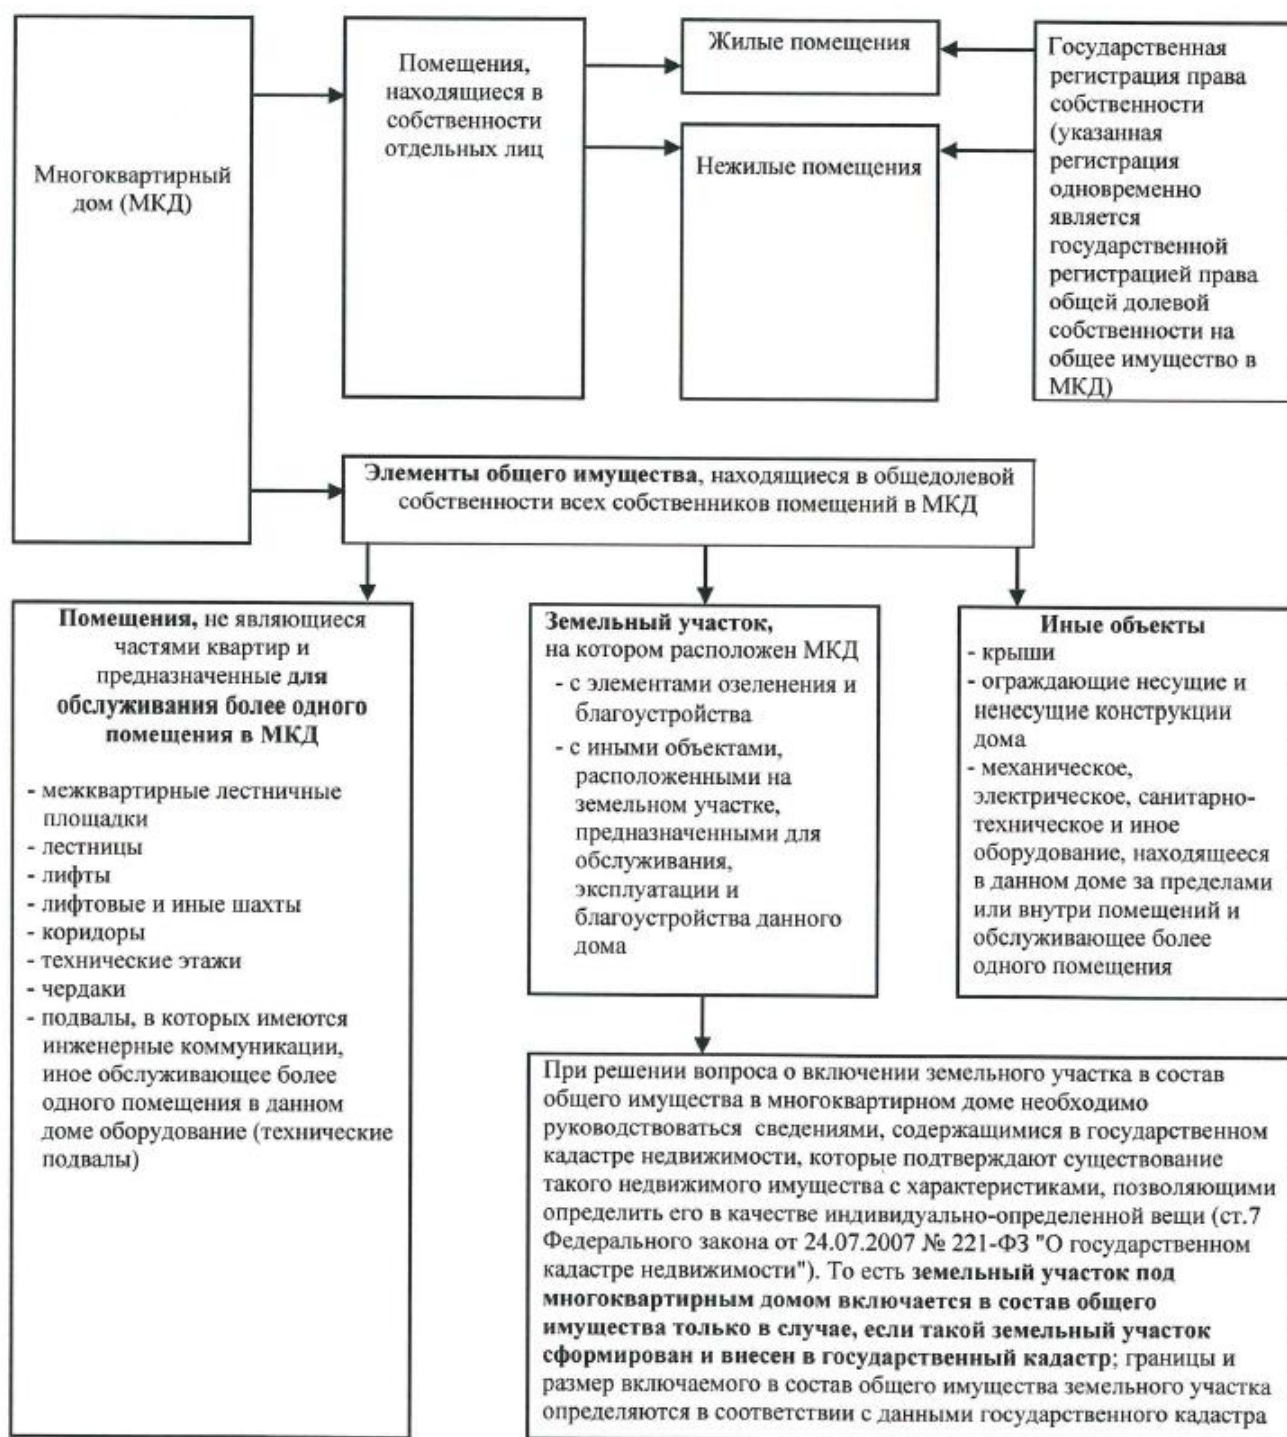 Многоквартирный
дом (МКД)
Помещения,
находящиеся в
собственности
отдельных лиц
Жилые помещения
Нежилые помещения
Государственная
регистрация права
собственности
(указанная
регистрация
одновременно
является
государственной
регистрацией права
общей долевой
собственности на
общее имущество в
МКД)
Элементы общего имущества, находящиеся в общедолевой
собственности всех собственников помещений в МКД
Помещения, не являющиеся
частями квартир и
предназначенные для
обслуживания более одного
помещения в МКД
- межквартирные лестничные
площадки
- лестницы
- лифты
- лифтовые и иные шахты
- коридоры
- технические этажи
- чердаки
- подвалы, в которых имеются
инженерные коммуникации,
иное обслуживающее более
одного помещения в данном
доме оборудование (технические
подвалы)
Земельный участок,
на котором расположен МКД
- с элементами озеленения и
благоустройства
- с иными объектами,
расположенными на
земельном участке,
предназначенными для
обслуживания,
эксплуатации и
благоустройства данного
дома
Иные объекты
- крыши
- ограждающие несущие и
ненесущие конструкции
дома
- механическое,
электрическое, санитарно-
техническое и иное
оборудование, находящееся
в данном доме за пределами
или внутри помещений и
обслуживающее более
одного помещения
При решении вопроса о включении земельного участка в состав
общего имущества в многоквартирном доме необходимо
руководствоваться сведениями, содержащимися в государственном
кадастре недвижимости, которые подтверждают существование
такого недвижимого имущества с характеристиками, позволяющими
определить его в качестве индивидуально-определенной вещи (ст.7
Федерального закона от 24.07.2007 № 221-ФЗ "О государственном
кадастре недвижимости"). То есть земельный участок под
многоквартирным домом включается в состав общего
имущества только в случае, если такой земельный участок
сформирован и внесен в государственный кадастр; границы и
размер включаемого в состав общего имущества земельного участка
определяются в соответствии с данными государственного кадастра